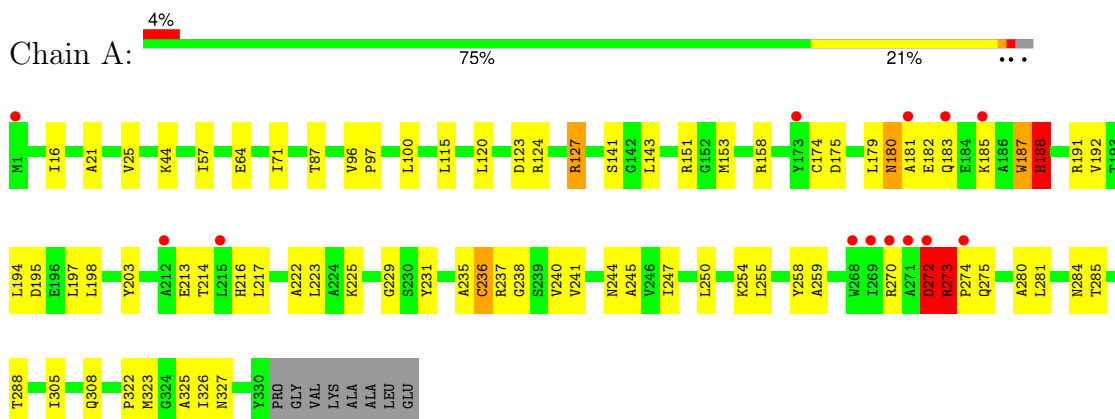 4%
Chain A:
75% 21% •• •
M1 I16 A21 V25 K44 I57 E64 I71 T87 V96 P97 L100 L115 L120 D123 R124 R127 S141 G142 L143 R151 G152 M153 R158 Y173 C174 D175 L179 N180 A181 E182 Q183 E184 K185 A186 W187 H188 R191 V192 T193
L194 D195 E196 L197 L198 Y203 A212 E213 T214 L215 H216 L217 A222 L223 A224 K225 G229 S230 Y231 A235 C236 R237 G238 S239 V240 V241 N244 A245 V246 I247 L250 K254 L255 Y258 A259 W268 I269 R270 A271 D272 R273 P274 Q275 A280 L281 N284 T285
T288 I305 Q308 P322 M323 G324 A325 I326 N327 Y330 PRO GLY VAL LYS ALA ALA LEU GLU